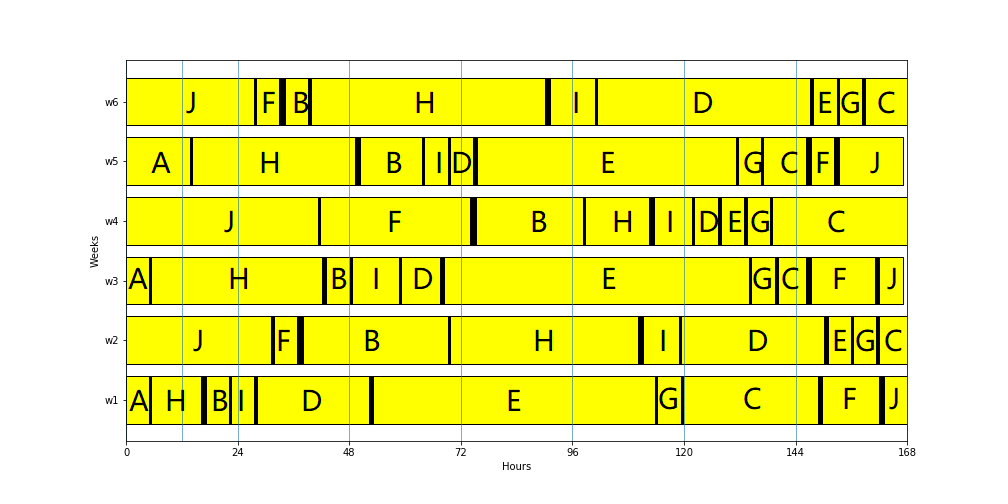 w6 J F B H I D E G C
w5 A H B I D E G C F J
w4 J F B H I D E G C
w3 A H B I D E G C F J
w2 J F B H I D E G C
w1 A H B I D E G C F J
Weeks
0 24 48 72 96 120 144 168
Hours